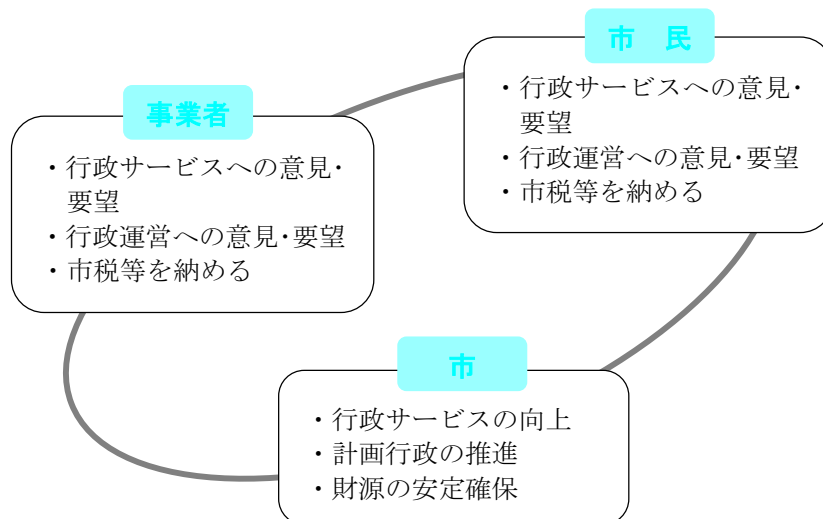 市　民
・行政サービスへの意見・
要望
・行政運営への意見・要望
・市税等を納める
事業者
・行政サービスへの意見・
要望
・行政運営への意見・要望
・市税等を納める
市
・行政サービスの向上
・計画行政の推進
・財源の安定確保